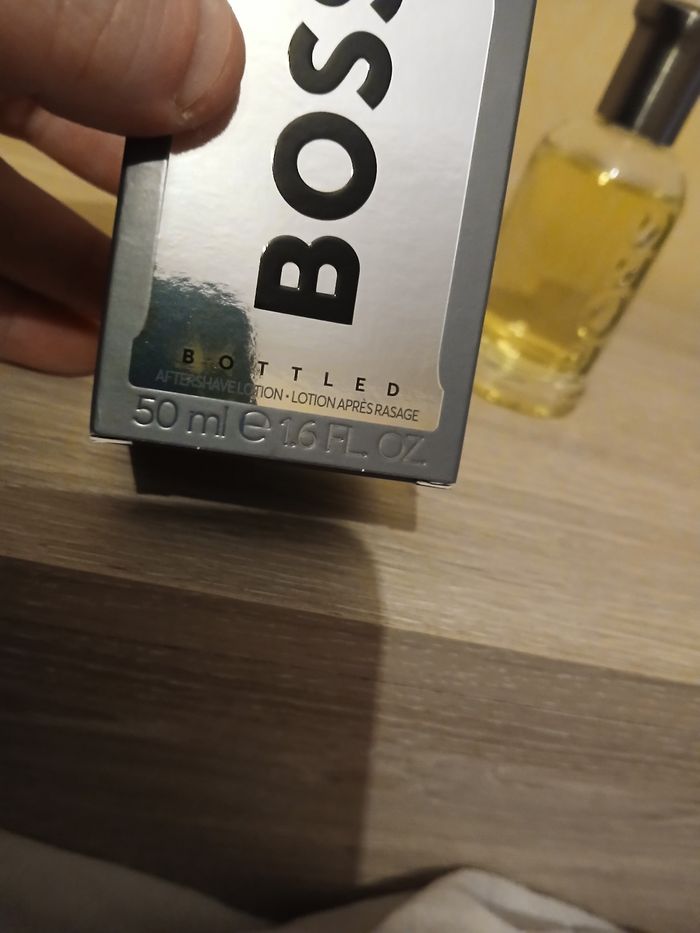 BOSS
BOTTLED
AFTERSHAVE LOTION • LOTION APRÈS RASAGE
50 ml e 1.6 FL. OZ.